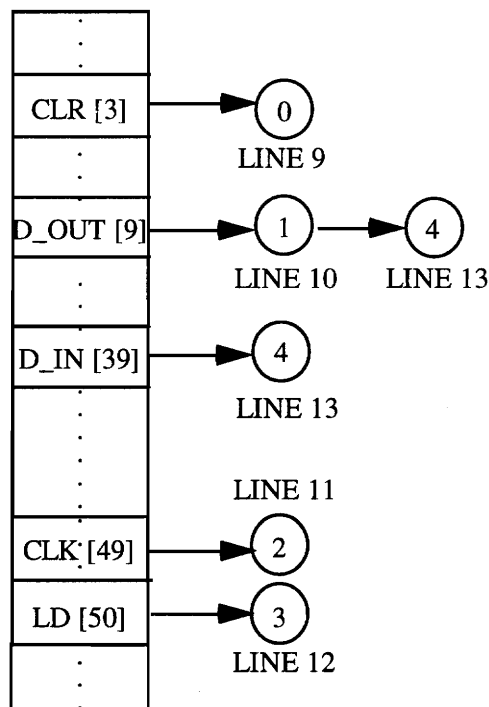 CLR [3] 0
LINE 9
D_OUT [9] 1 4
LINE 10 LINE 13
D_IN [39] 4
LINE 13
LINE 11
CLK [49] 2
LD [50] 3
LINE 12